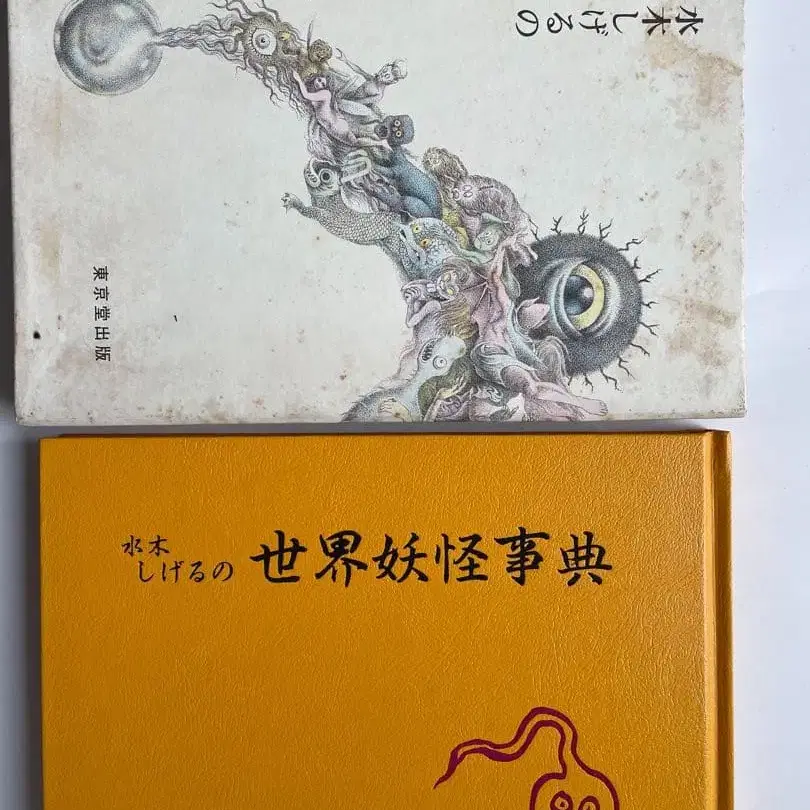 水木しげるの
東京堂出版
水木
しげるの
世界妖怪事典